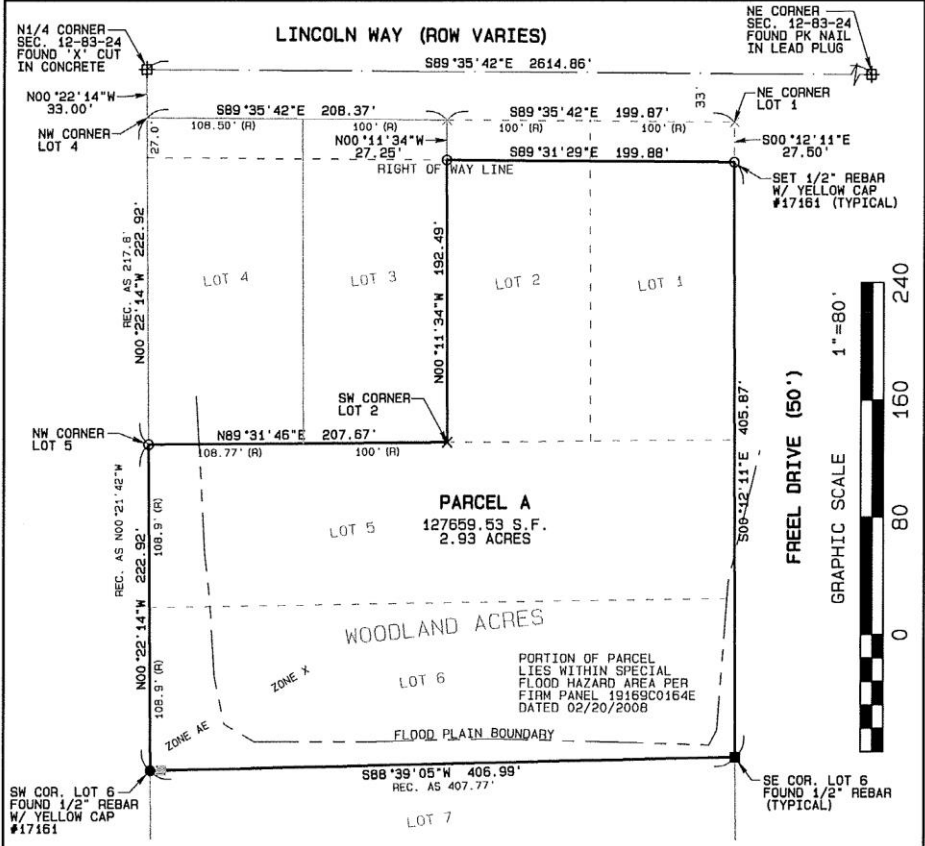 N1/4 CORNER
SEC. 12-83-24
FOUND 'X' CUT
IN CONCRETE
LINCOLN WAY (ROW VARIES)
NE CORNER
SEC. 12-83-24
FOUND PK NAIL
IN LEAD PLUG
S89°35'42"E 2614.86'
N00°22'14"W
33.00'
33'
NE CORNER
LOT 1
NW CORNER
LOT 4
S89°35'42"E 208.37'
108.50' (R)
100' (R)
S89°35'42"E 199.87'
100' (R)
100' (R)
27.0'
N00°11'34"W
27.25'
S00°12'11"E
27.50'
S89°31'29"E 199.88'
RIGHT OF WAY LINE
SET 1/2" REBAR
W/ YELLOW CAP
#17161 (TYPICAL)
REC. AS 217.8'
N00°22'14"W 222.92'
LOT 4
LOT 3
N00°11'34"W 192.49'
LOT 2
LOT 1
SW CORNER
LOT 2
NW CORNER
LOT 5
N89°31'46"E 207.67'
108.77' (R)
100' (R)
S00°12'11"E 405.87'
FREEL DRIVE (50')
GRAPHIC SCALE 1"=80'
0 80 160 240
PARCEL A
127659.53 S.F.
2.93 ACRES
LOT 5
REC. AS N00°21'42"W
N00°22'14"W 222.92'
108.9' (R)
108.9' (R)
WOODLAND ACRES
ZONE X
LOT 6
PORTION OF PARCEL
LIES WITHIN SPECIAL
FLOOD HAZARD AREA PER
FIRM PANEL 19169C0164E
DATED 02/20/2008
ZONE AE
FLOOD PLAIN BOUNDARY
S88°39'05"W 406.99'
REC. AS 407.77'
SW COR. LOT 6
FOUND 1/2" REBAR
W/ YELLOW CAP
#17161
SE COR. LOT 6
FOUND 1/2" REBAR
(TYPICAL)
LOT 7